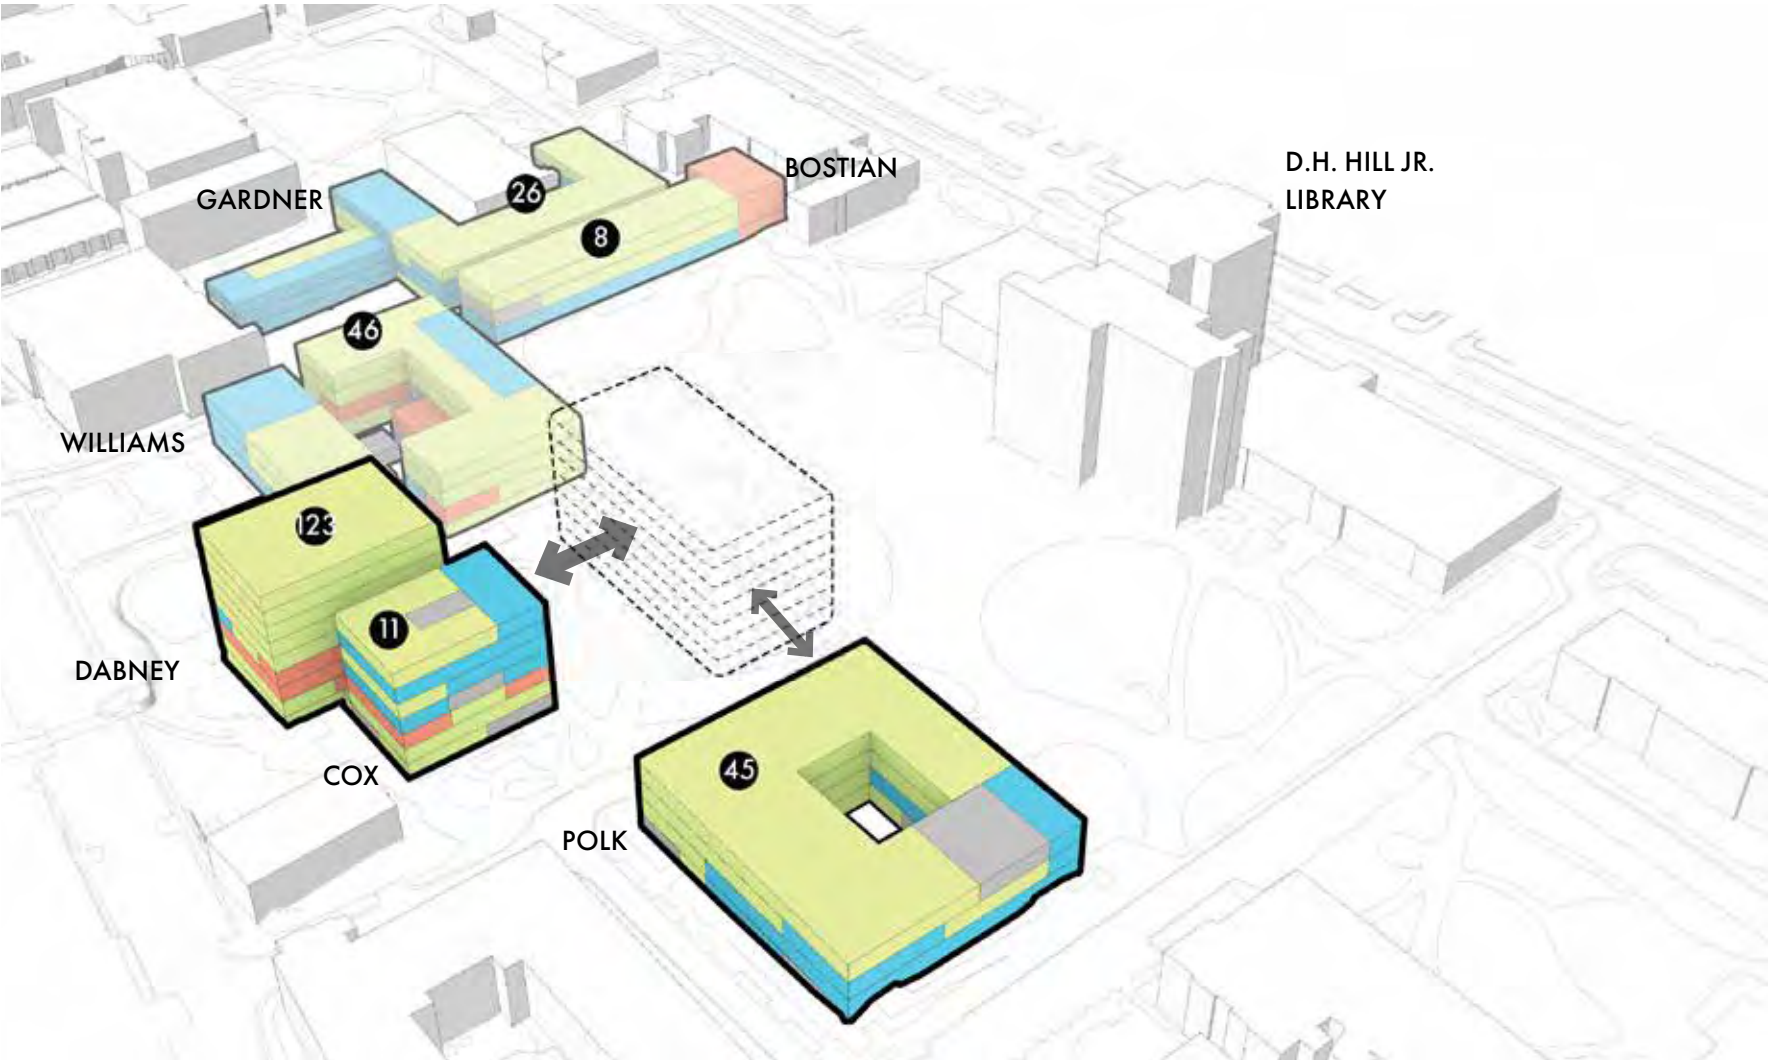 BOSTIAN
D.H. HILL JR.
LIBRARY
GARDNER
26
8
46
WILLIAMS
123
11
DABNEY
COX
45
POLK